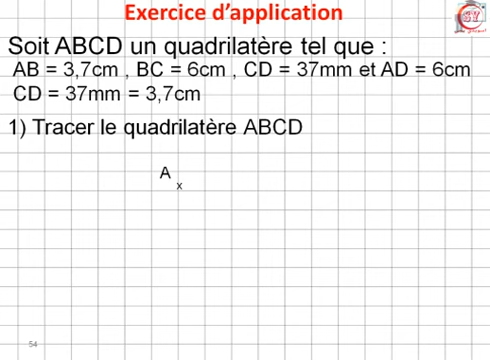 Exercice d'application
Soit ABCD un quadrilatère tel que :
AB = 3,7cm , BC = 6cm , CD = 37mm et AD = 6cm
CD = 37mm = 3,7cm
1) Tracer le quadrilatère ABCD
A
x
54